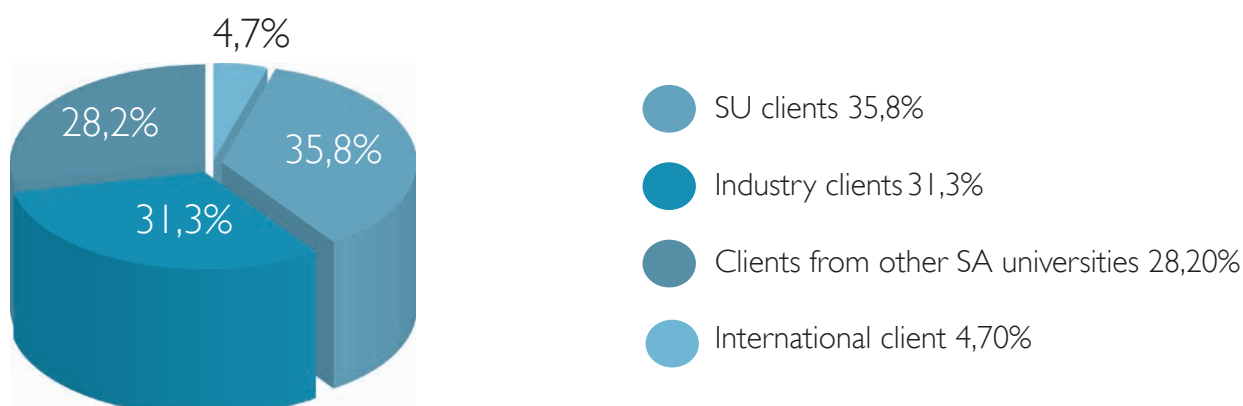 4,7%
28,2%
35,8%
31,3%
SU clients 35,8%
Industry clients 31,3%
Clients from other SA universities 28,20%
International client 4,70%